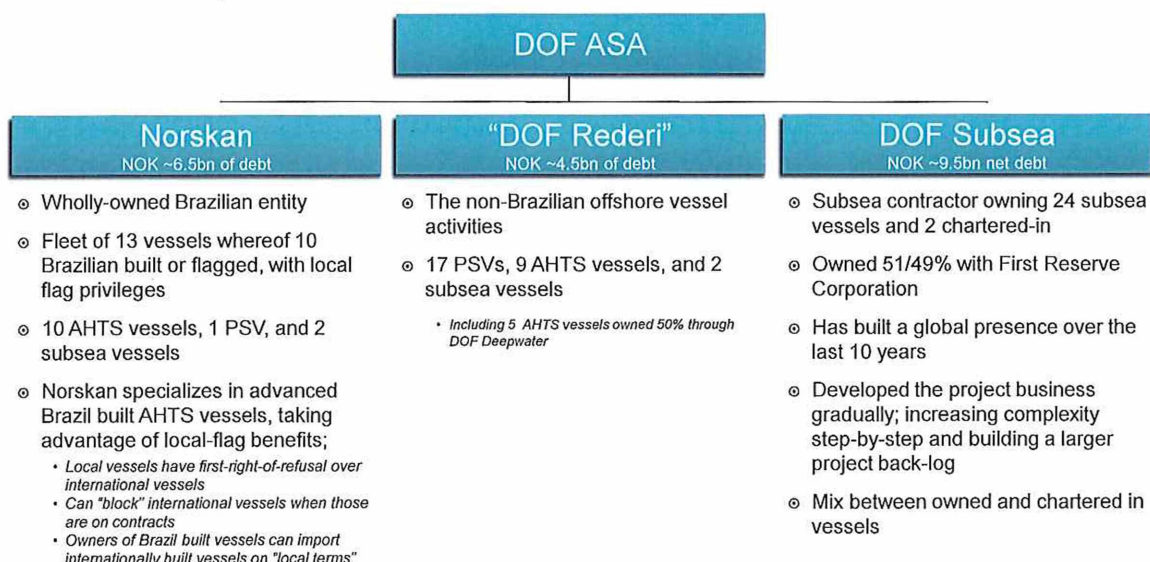 DOF ASA
Norskan
NOK ~6.5bn of debt
⊙ Wholly-owned Brazilian entity
⊙ Fleet of 13 vessels whereof 10
Brazilian built or flagged, with local
flag privileges
⊙ 10 AHTS vessels, 1 PSV, and 2
subsea vessels
⊙ Norskan specializes in advanced
Brazil built AHTS vessels, taking
advantage of local-flag benefits;
• Local vessels have first-right-of-refusal over
international vessels
• Can "block" international vessels when those
are on contracts
• Owners of Brazil built vessels can import
internationally built vessels on "local terms"
"DOF Rederi"
NOK ~4.5bn of debt
⊙ The non-Brazilian offshore vessel
activities
⊙ 17 PSVs, 9 AHTS vessels, and 2
subsea vessels
• Including 5 AHTS vessels owned 50% through
DOF Deepwater
DOF Subsea
NOK ~9.5bn net debt
⊙ Subsea contractor owning 24 subsea
vessels and 2 chartered-in
⊙ Owned 51/49% with First Reserve
Corporation
⊙ Has built a global presence over the
last 10 years
⊙ Developed the project business
gradually; increasing complexity
step-by-step and building a larger
project back-log
⊙ Mix between owned and chartered in
vessels